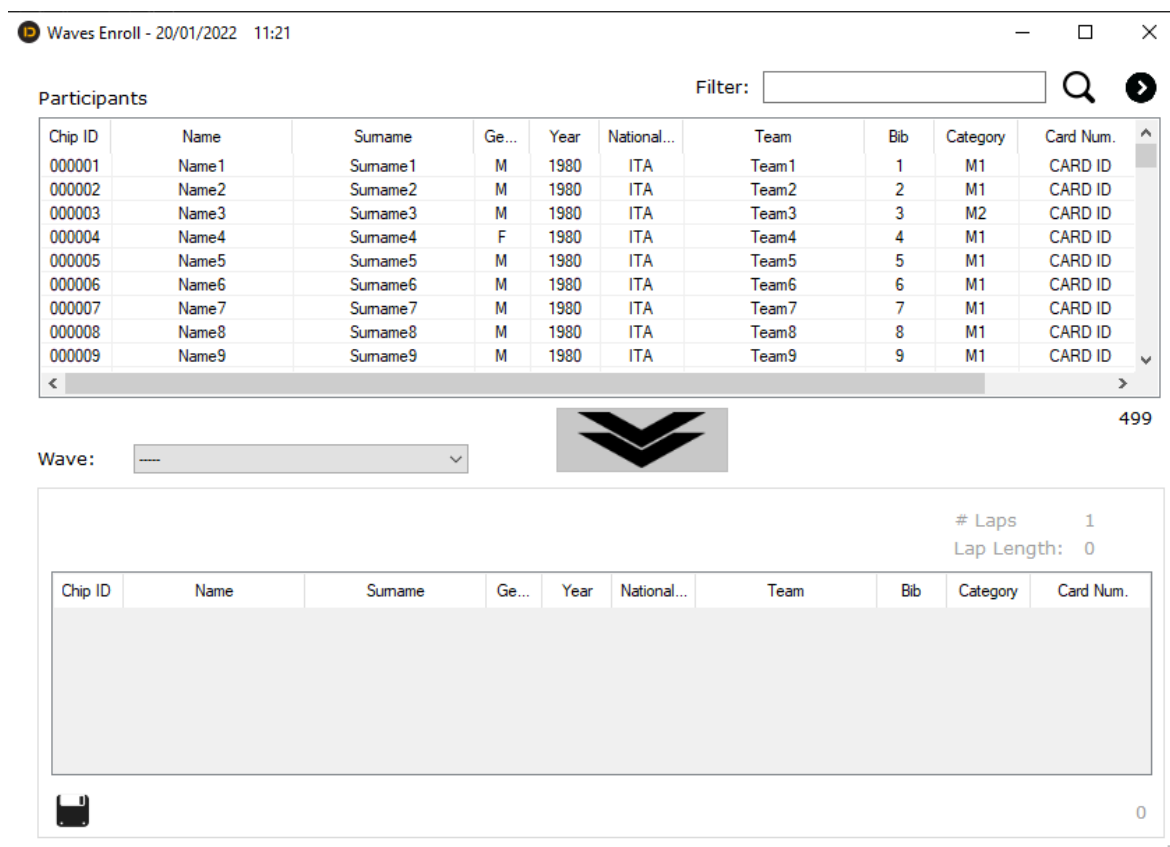 Waves Enroll - 20/01/2022 11:21
Filter:
Participants
Chip ID Name Surname Ge... Year National... Team Bib Category Card Num.
000001 Name1 Surname1 M 1980 ITA Team1 1 M1 CARD ID
000002 Name2 Surname2 M 1980 ITA Team2 2 M1 CARD ID
000003 Name3 Surname3 M 1980 ITA Team3 3 M2 CARD ID
000004 Name4 Surname4 F 1980 ITA Team4 4 M1 CARD ID
000005 Name5 Surname5 M 1980 ITA Team5 5 M1 CARD ID
000006 Name6 Surname6 M 1980 ITA Team6 6 M1 CARD ID
000007 Name7 Surname7 M 1980 ITA Team7 7 M1 CARD ID
000008 Name8 Surname8 M 1980 ITA Team8 8 M1 CARD ID
000009 Name9 Surname9 M 1980 ITA Team9 9 M1 CARD ID
499
Wave: -----
# Laps 1
Lap Length: 0
Chip ID Name Surname Ge... Year National... Team Bib Category Card Num.
0